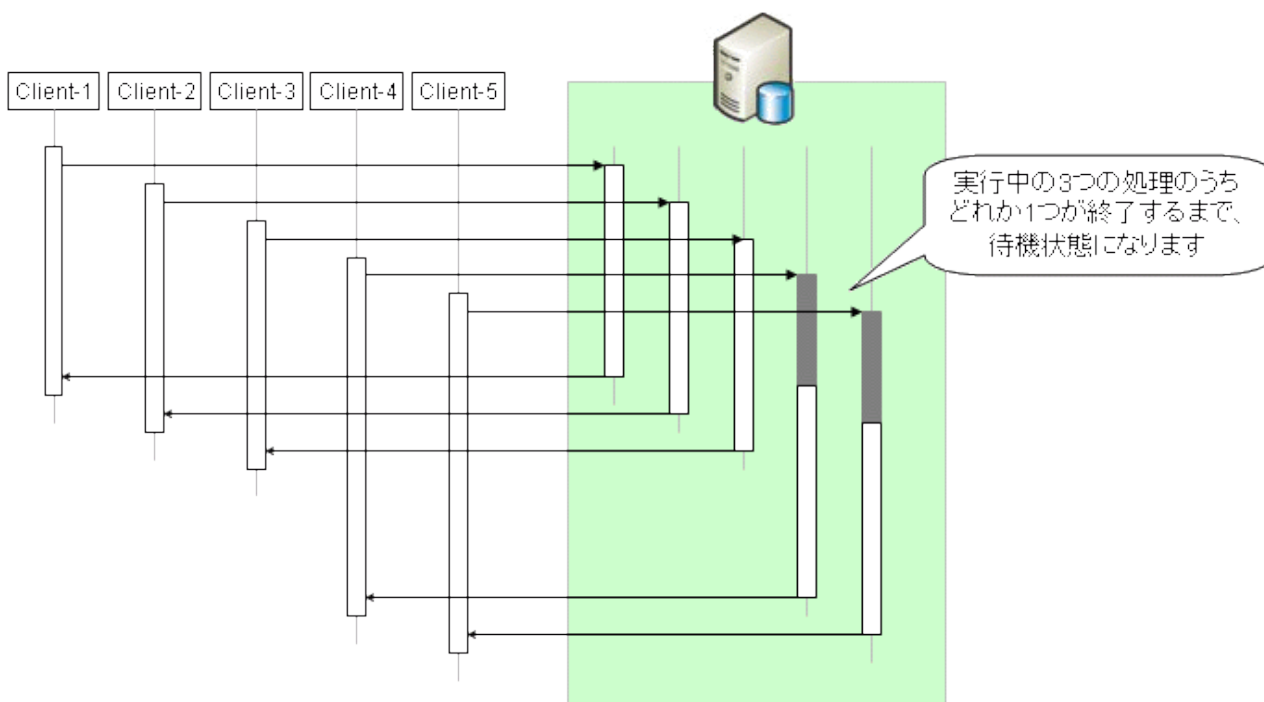 Client-1
Client-2
Client-3
Client-4
Client-5
実行中の3つの処理のうち
どれか1つが終了するまで、
待機状態になります